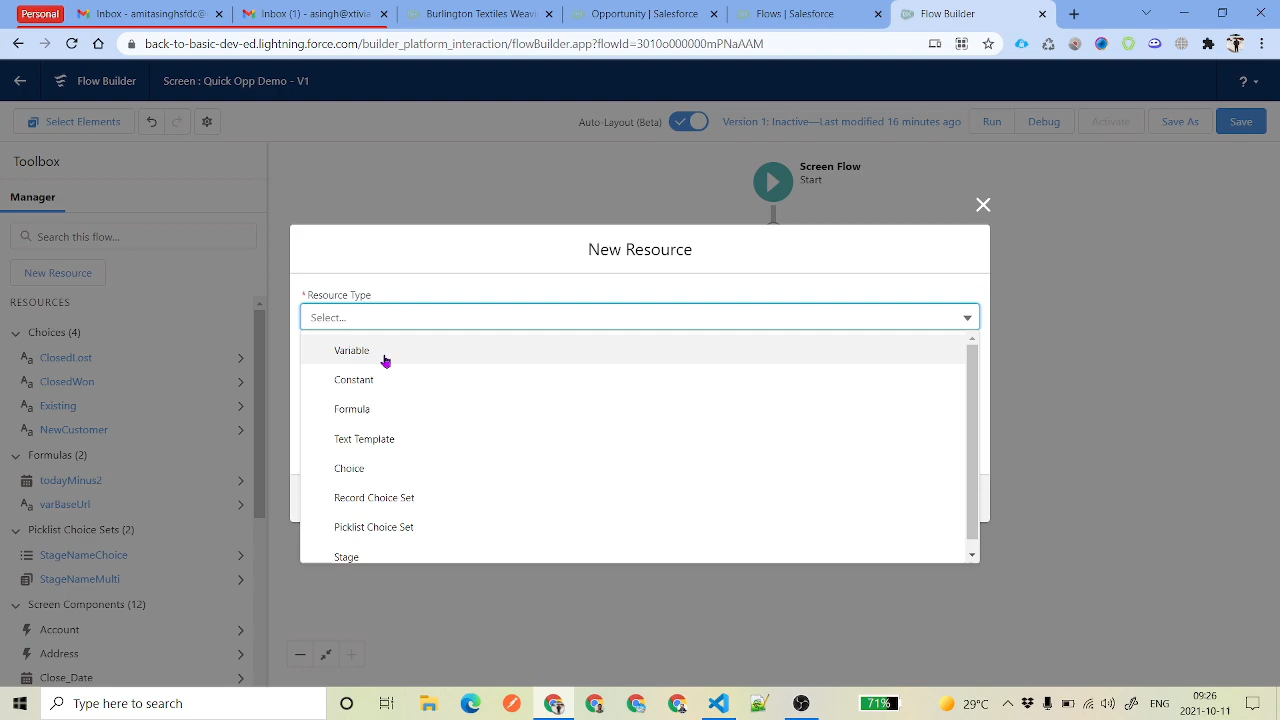 Personal
Gmail - amtasinghsfdc@
Inbox (1) - asingh@xtivia
Burlington Textiles Weavin
Opportunity | Salesforce
Flows | Salesforce
Flow Builder
back-to-basic-dev-ed.lightning.force.com/builder_platform_interaction/flowBuilder.app?flowId=3010o000000mPNaAAM
Flow Builder
Screen : Quick Opp Demo - V1
?
Select Elements
Auto-Layout (Beta)
Version 1: Inactive—Last modified 16 minutes ago
Run
Debug
Activate
Save As
Save
Toolbox
Manager
Search this flow...
New Resource
RESOURCES
Choices (4)
ClosedLost
ClosedWon
Existing
NewCustomer
Formulas (2)
todayMinus2
varBaseUrl
Picklist Choice Sets (2)
StageNameChoice
StageNameMulti
Screen Components (12)
Account
Address
Close_Date
Screen Flow
Start
New Resource
* Resource Type
Select...
Variable
Constant
Formula
Text Template
Choice
Record Choice Set
Picklist Choice Set
Stage
Type here to search
71%
29°C
ENG
09:26
2021-10-11